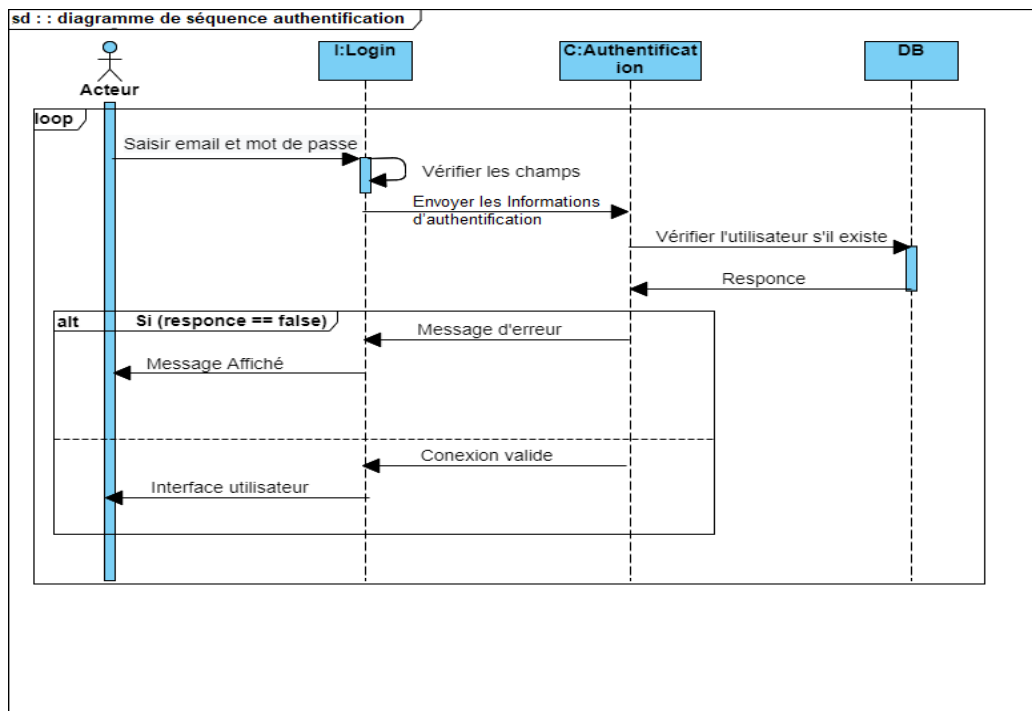 sd : : diagramme de séquence authentification
I:Login
C:Authentificat
ion
DB
Acteur
loop
Saisir email et mot de passe
Vérifier les champs
Envoyer les Informations
d'authentification
Vérifier l'utilisateur s'il existe
Responce
alt
Si (responce == false)
Message d'erreur
Message Affiché
Conexion valide
Interface utilisateur